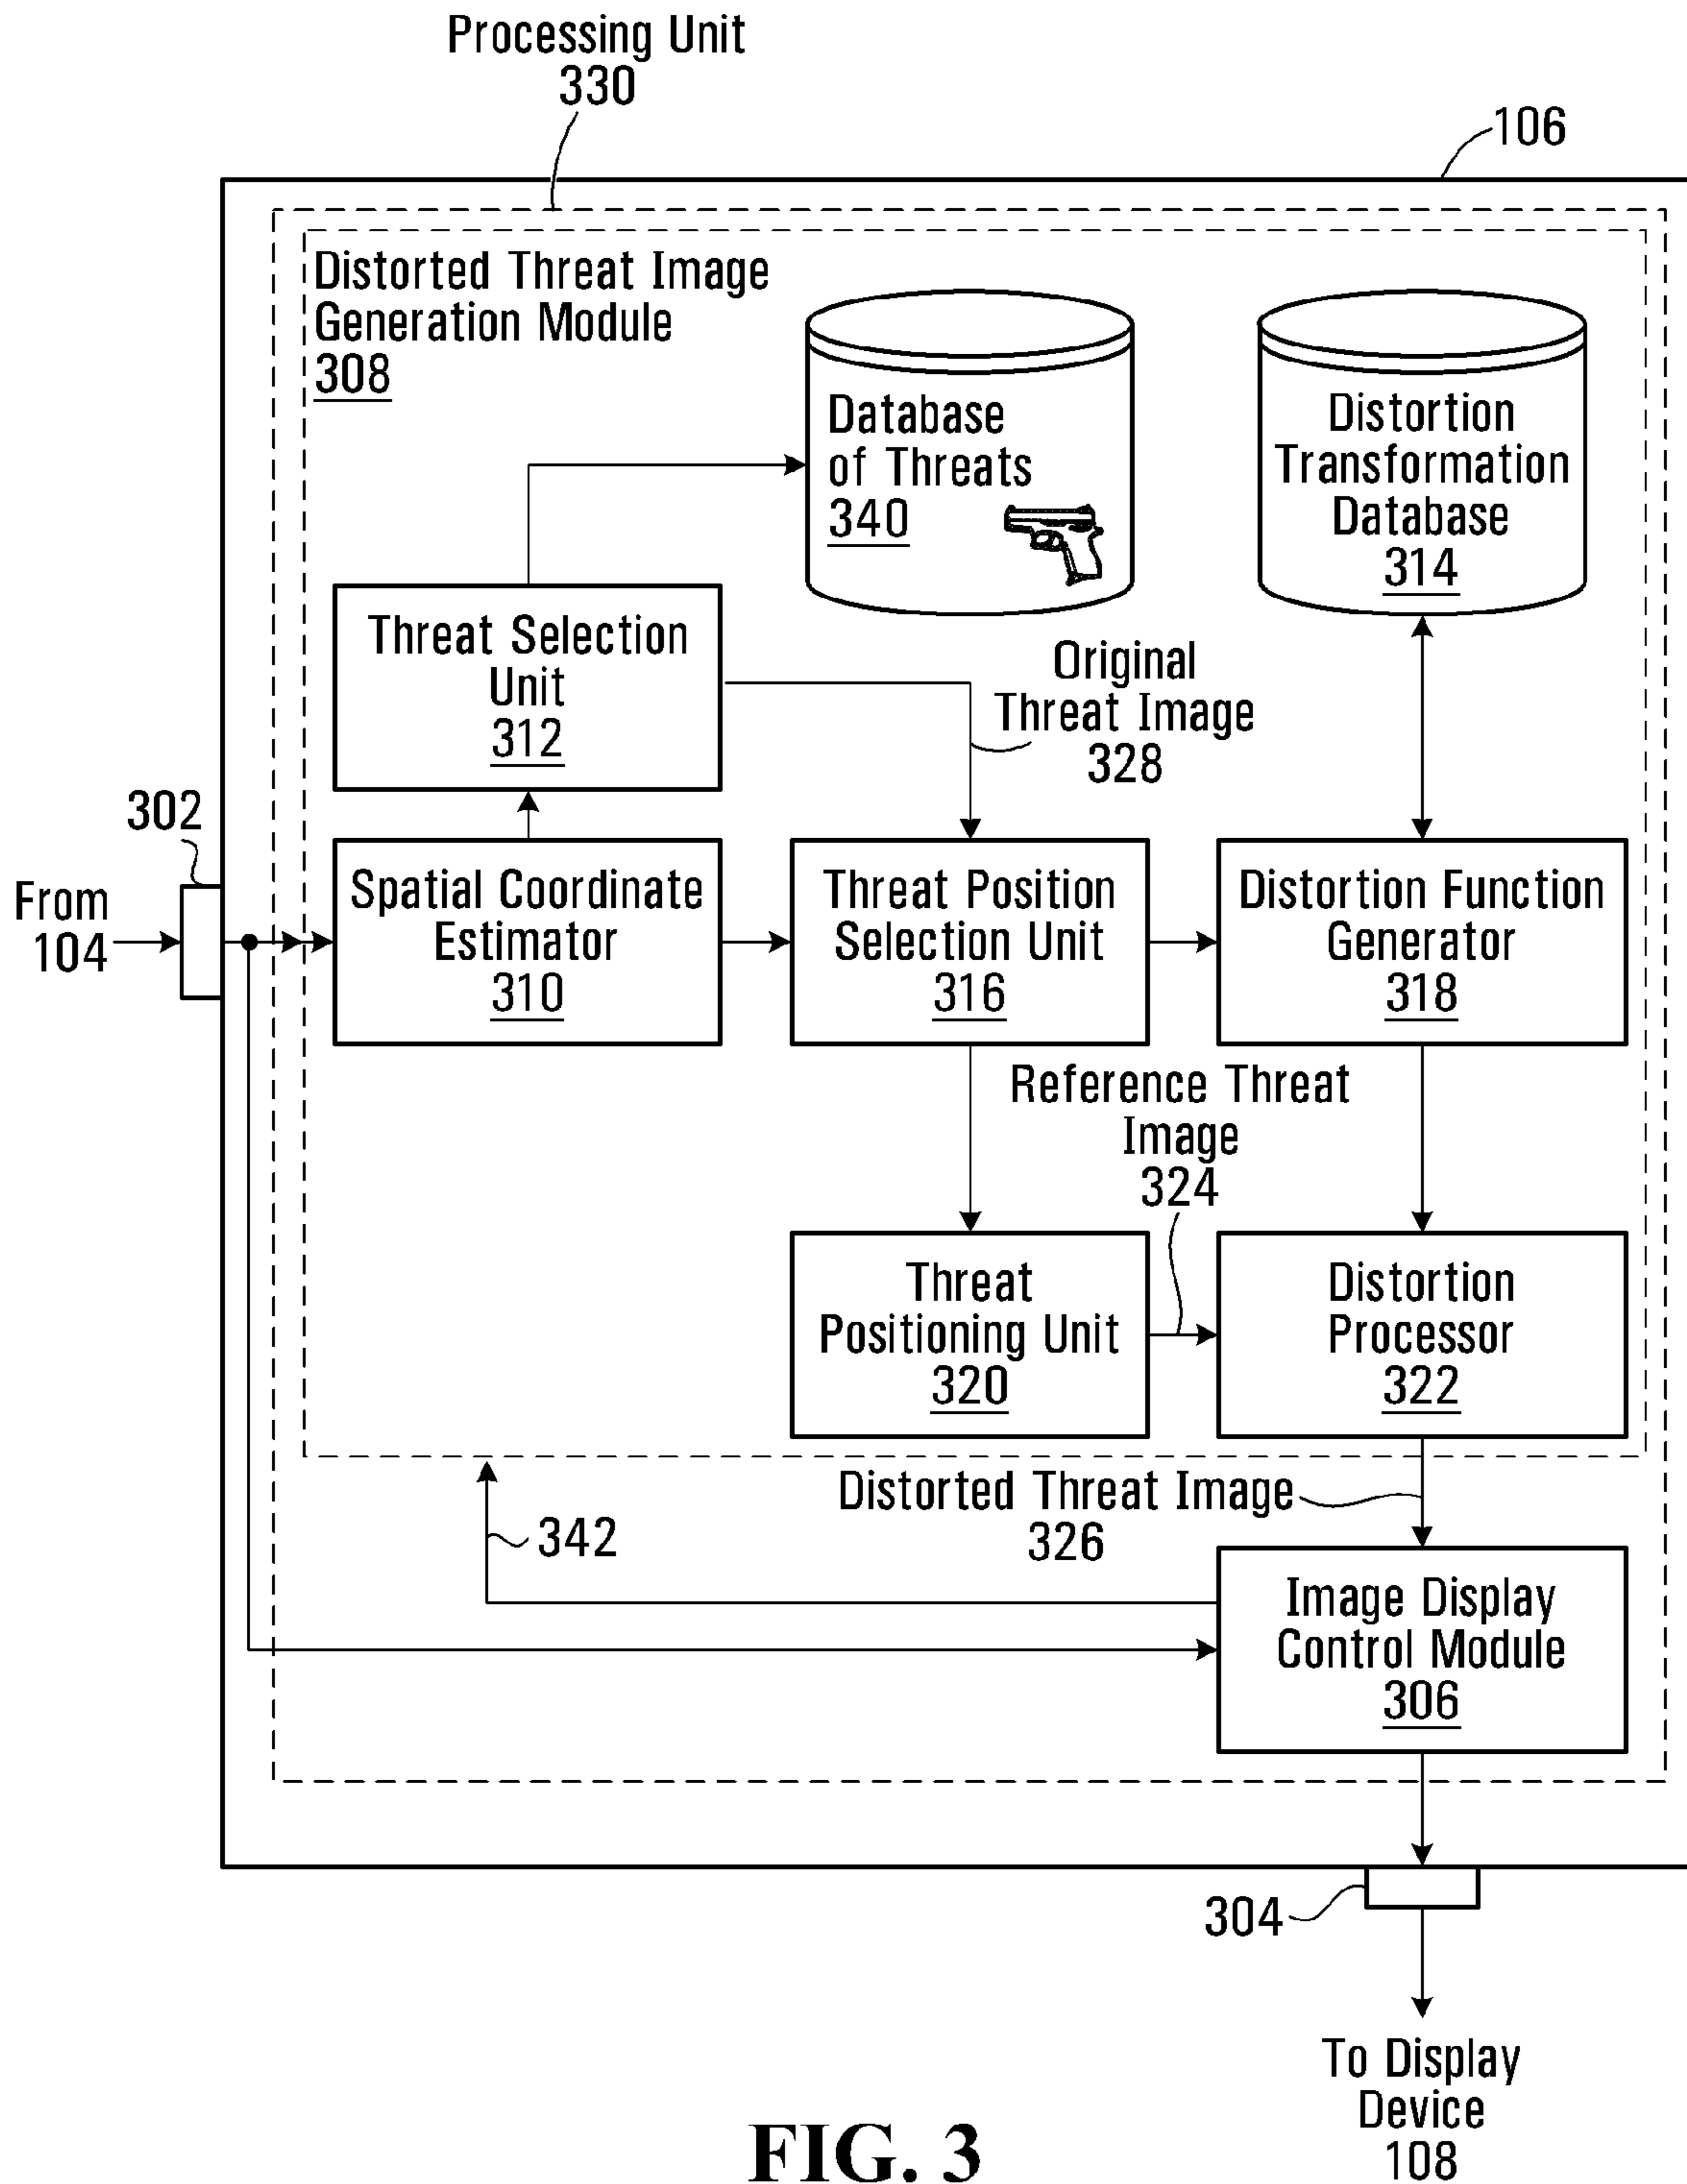 Processing Unit
330
106
Distorted Threat Image
Generation Module
308
Database
of Threats
340
Distortion
Transformation
Database
314
Threat Selection
Unit
312
Original
Threat Image
328
302
From
104
Spatial Coordinate
Estimator
310
Threat Position
Selection Unit
316
Distortion Function
Generator
318
Reference Threat
Image
324
Threat
Positioning Unit
320
Distortion
Processor
322
Distorted Threat Image
326
342
Image Display
Control Module
306
304
To Display
Device
108
FIG. 3